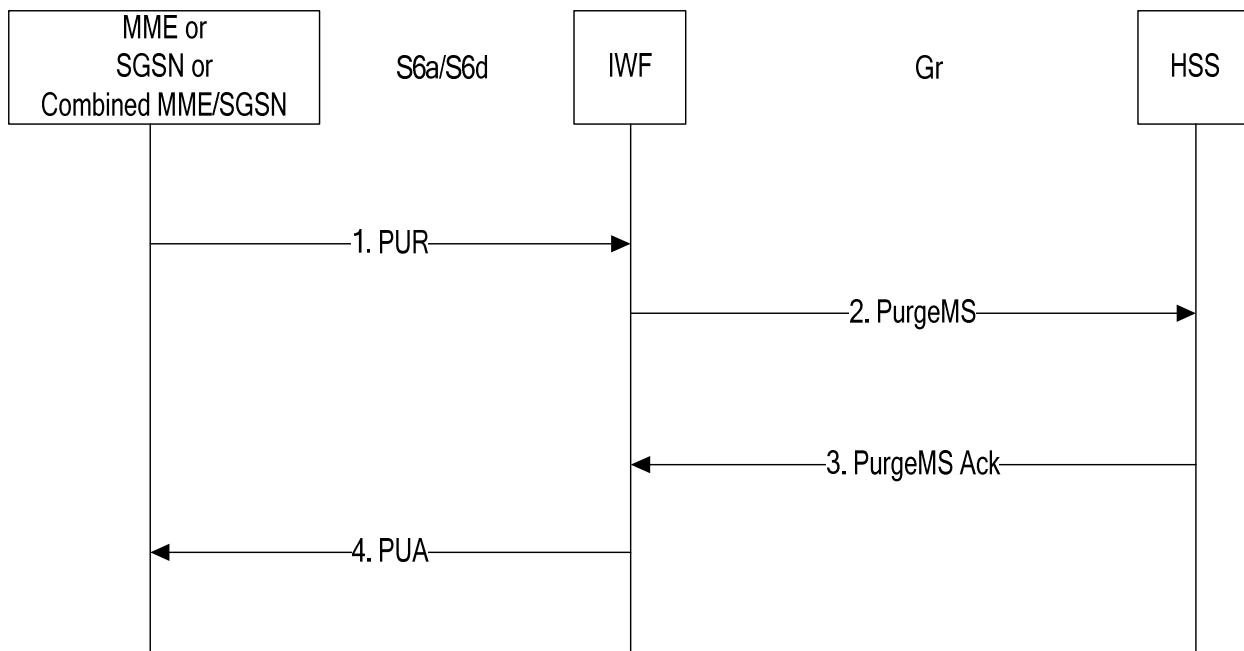 MME or
SGSN or
Combined MME/SGSN
S6a/S6d
IWF
Gr
HSS
1. PUR
2. PurgeMS
3. PurgeMS Ack
4. PUA